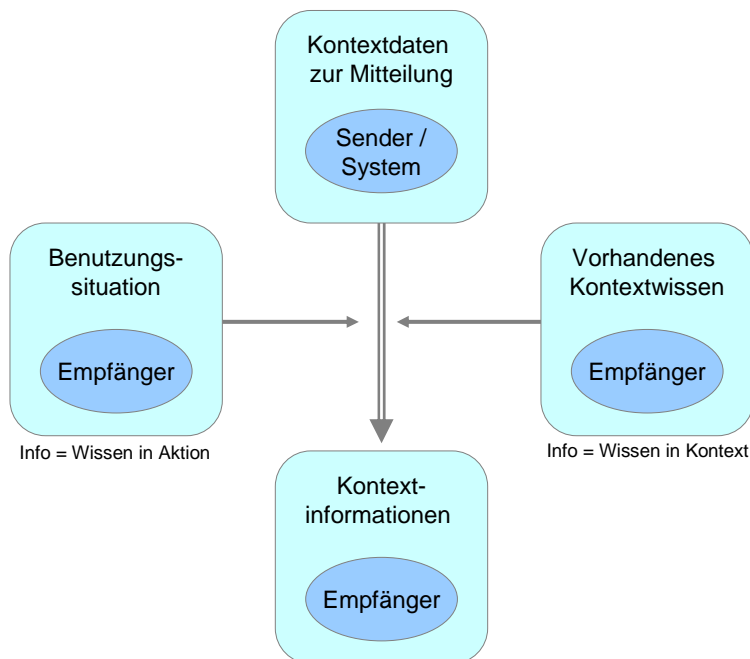 Kontextdaten
zur Mitteilung
Sender /
System
Benutzungs-
situation
Empfänger
Info = Wissen in Aktion
Vorhandenes
Kontextwissen
Empfänger
Info = Wissen in Kontext
Kontext-
informationen
Empfänger